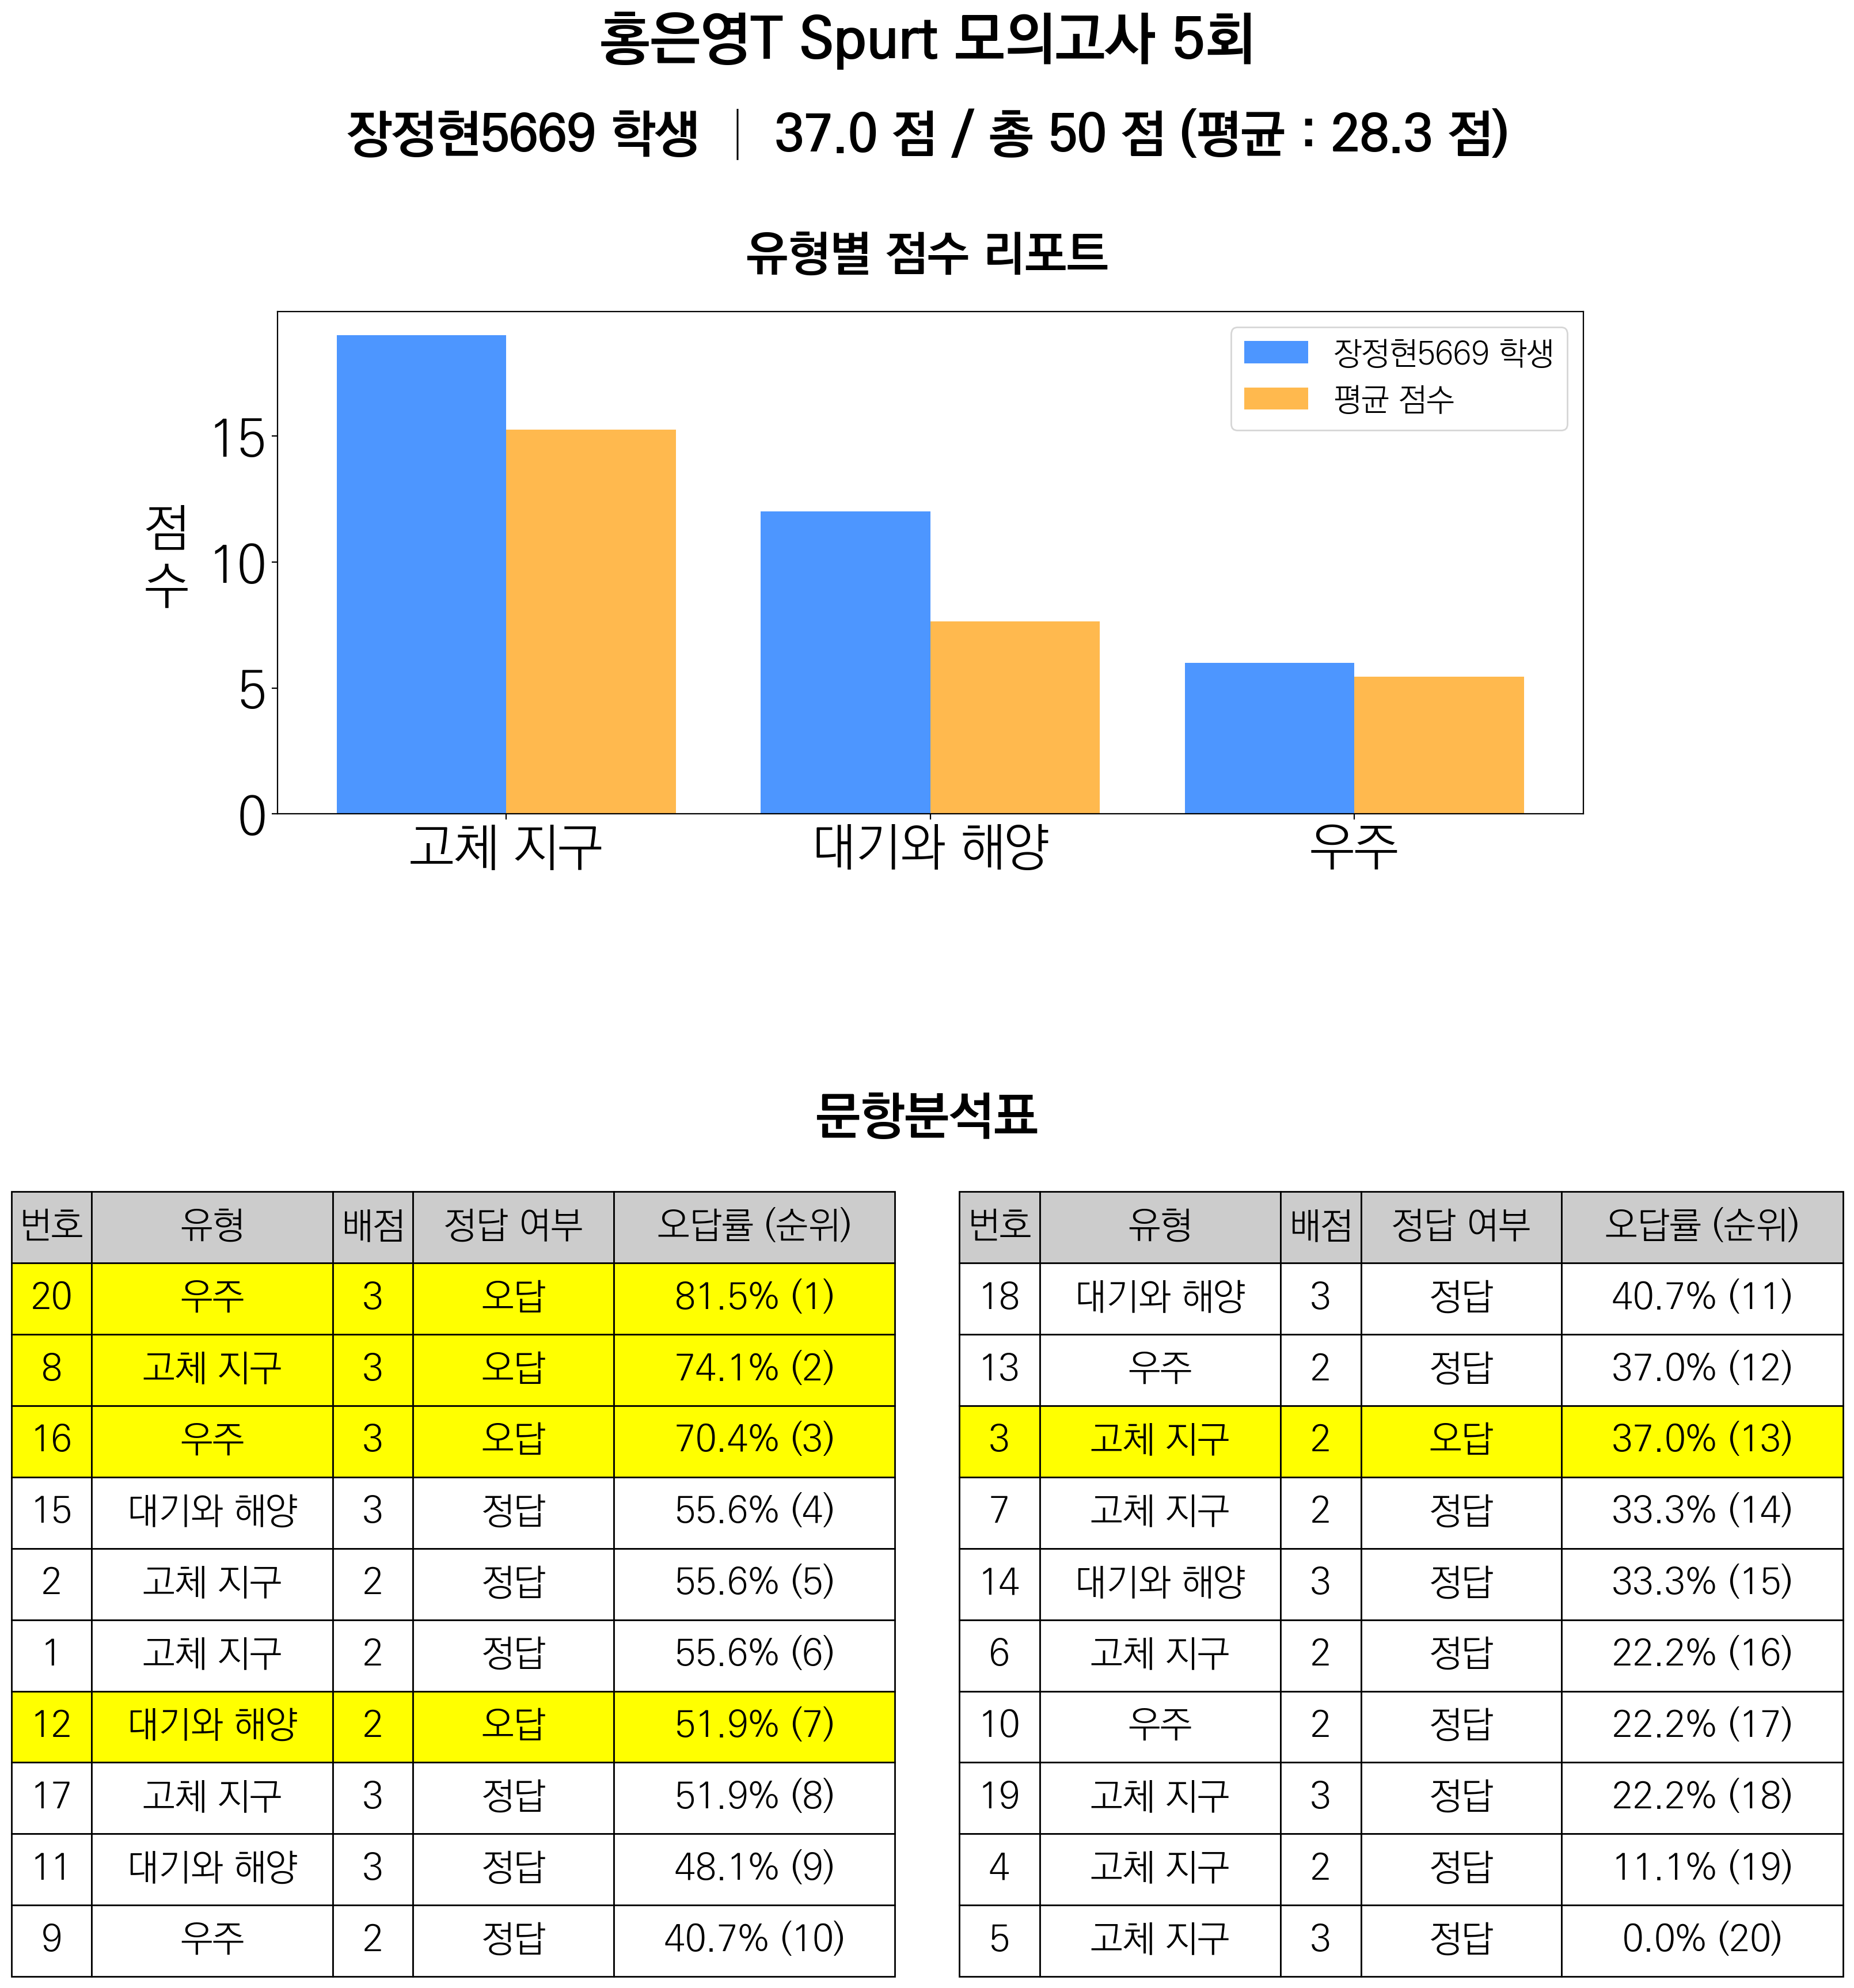 홍은영T Spurt 모의고사 5회
장정현5669 학생 | 37.0 점 / 총 50 점 (평균 : 28.3 점)
유형별 점수 리포트
장정현5669 학생
평균 점수
점
수
15
10
5
0
고체 지구 대기와 해양 우주
문항분석표
번호 유형 배점 정답 여부 오답률 (순위)
20 우주 3 오답 81.5% (1)
8 고체 지구 3 오답 74.1% (2)
16 우주 3 오답 70.4% (3)
15 대기와 해양 3 정답 55.6% (4)
2 고체 지구 2 정답 55.6% (5)
1 고체 지구 2 정답 55.6% (6)
12 대기와 해양 2 오답 51.9% (7)
17 고체 지구 3 정답 51.9% (8)
11 대기와 해양 3 정답 48.1% (9)
9 우주 2 정답 40.7% (10)
번호 유형 배점 정답 여부 오답률 (순위)
18 대기와 해양 3 정답 40.7% (11)
13 우주 2 정답 37.0% (12)
3 고체 지구 2 오답 37.0% (13)
7 고체 지구 2 정답 33.3% (14)
14 대기와 해양 3 정답 33.3% (15)
6 고체 지구 2 정답 22.2% (16)
10 우주 2 정답 22.2% (17)
19 고체 지구 3 정답 22.2% (18)
4 고체 지구 2 정답 11.1% (19)
5 고체 지구 3 정답 0.0% (20)